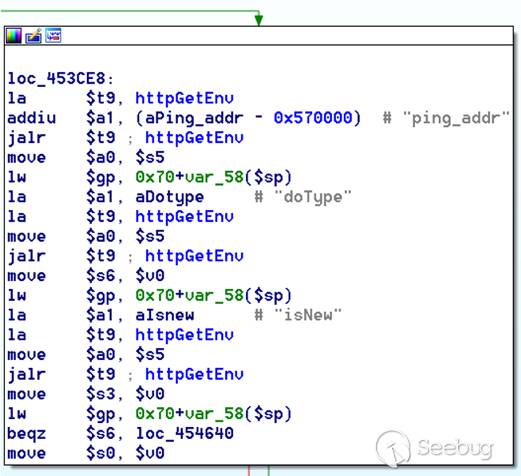 loc_453CE8:
la $t9, httpGetEnv
addiu $a1, (aPing_addr - 0x570000) # "ping_addr"
jalr $t9 ; httpGetEnv
move $a0, $s5
lw $gp, 0x70+var_58($sp)
la $a1, aDotype # "doType"
la $t9, httpGetEnv
move $a0, $s5
jalr $t9 ; httpGetEnv
move $s6, $v0
lw $gp, 0x70+var_58($sp)
la $a1, aIsnew # "isNew"
la $t9, httpGetEnv
move $a0, $s5
jalr $t9 ; httpGetEnv
move $s3, $v0
lw $gp, 0x70+var_58($sp)
beqz $s6, loc_454640
move $s0, $v0
Seebug